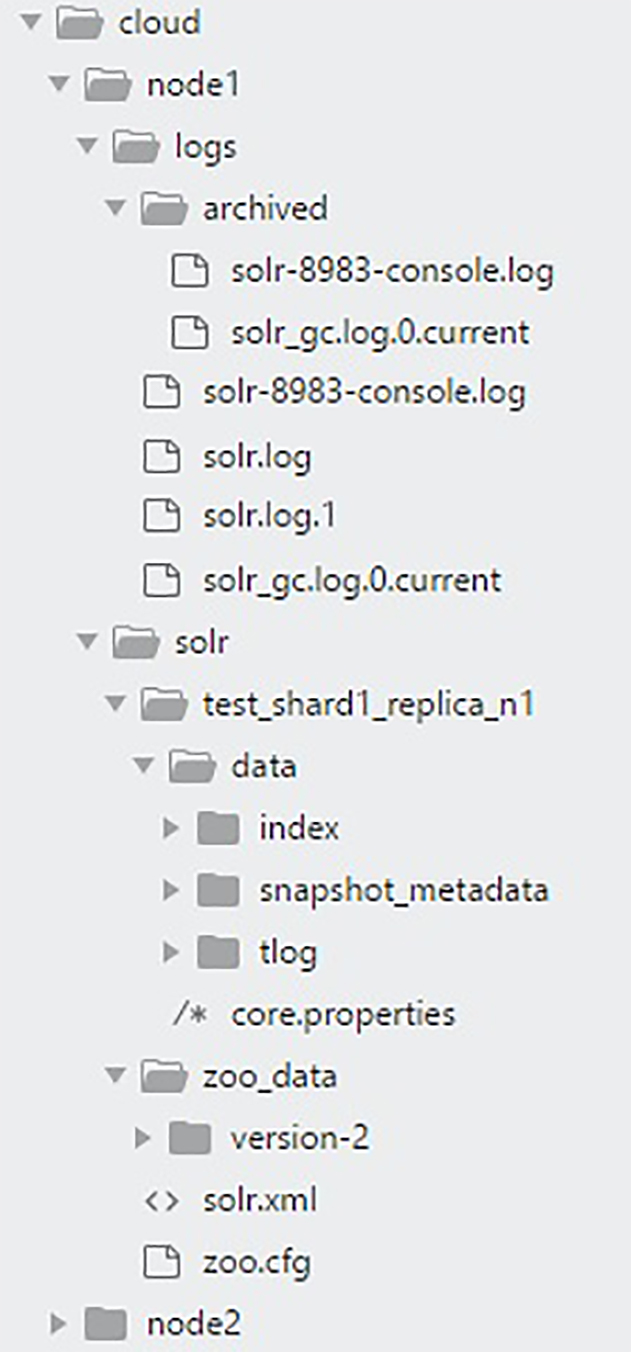 cloud
node1
logs
archived
solr-8983-console.log
solr_gc.log.0.current
solr-8983-console.log
solr.log
solr.log.1
solr_gc.log.0.current
solr
test_shard1_replica_n1
data
index
snapshot_metadata
tlog
/* core.properties
zoo_data
version-2
<> solr.xml
zoo.cfg
node2